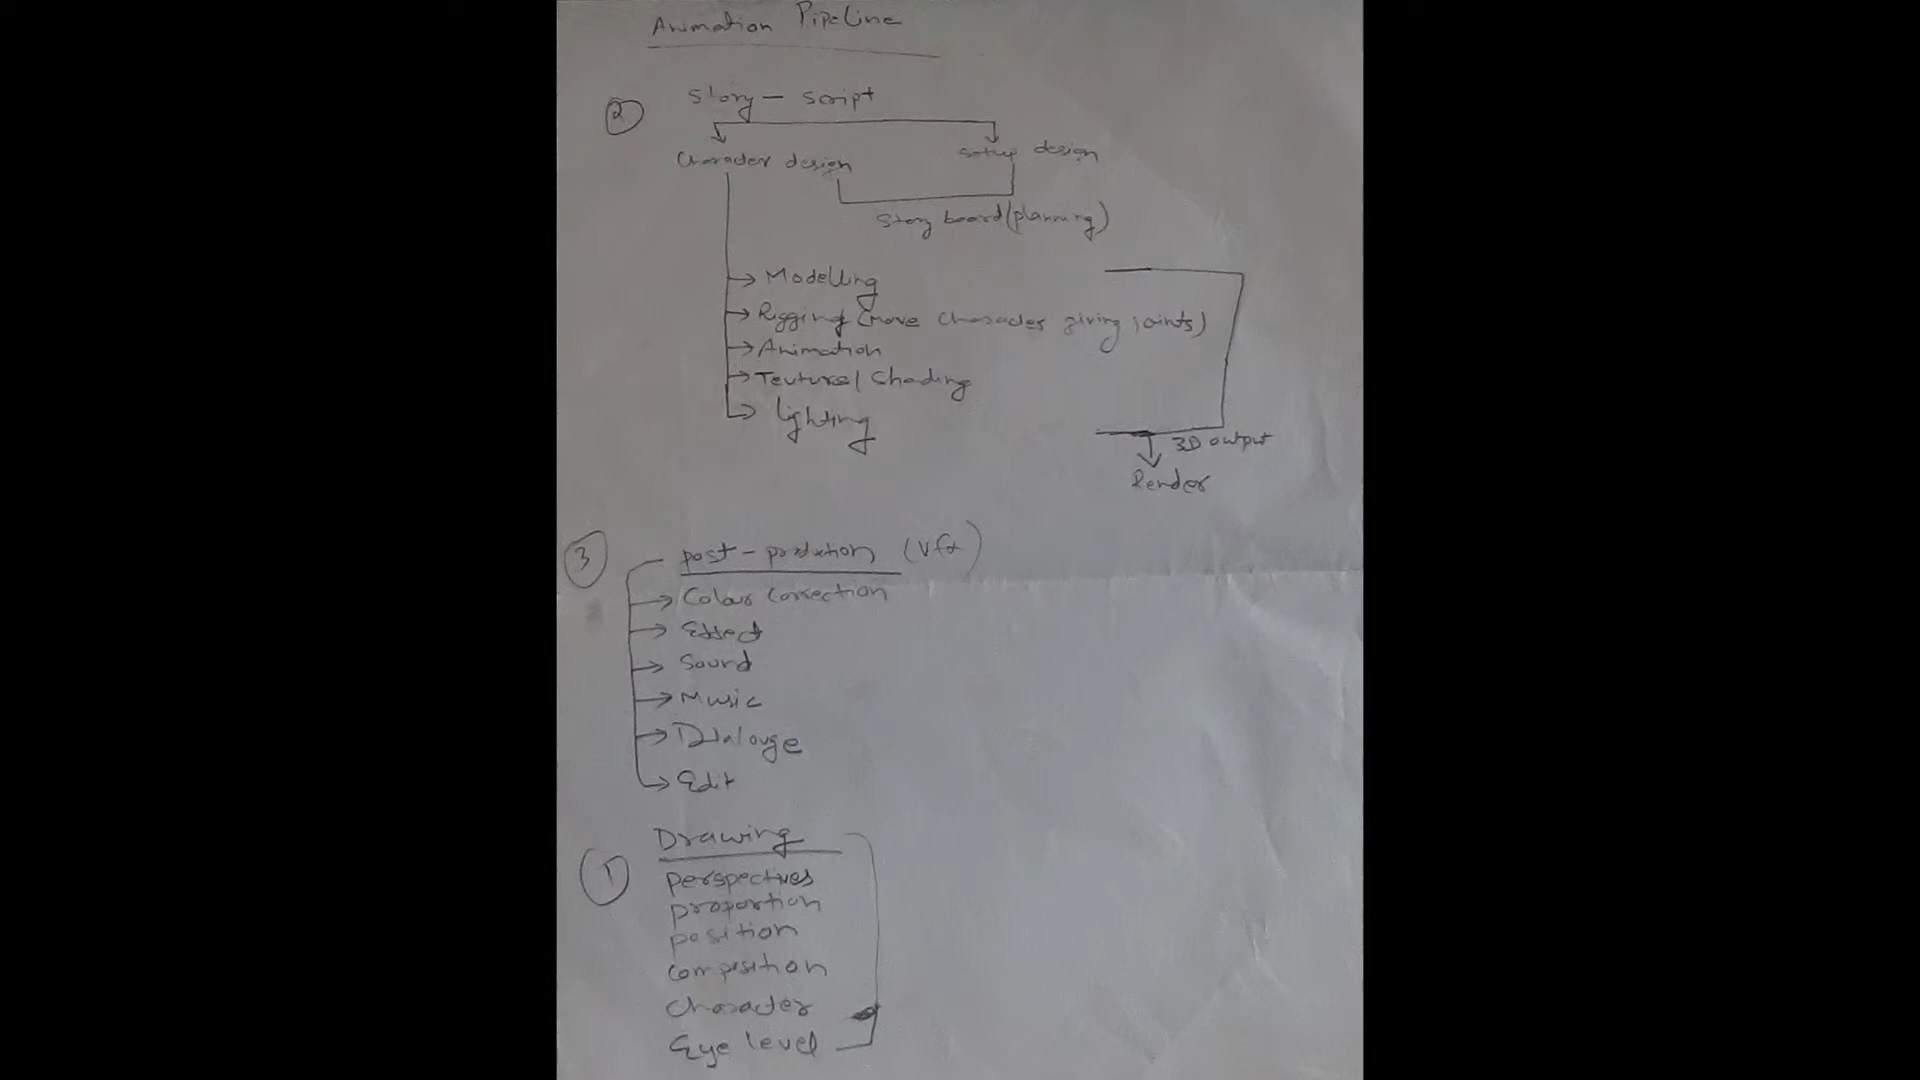 Animation Pipeline
② Story - script
Character design setup design
Story board (planning)
Modelling
Rigging (move character giving joints)
Animation
Texture / Shading
lighting
3D output
Render
③ post - prodution (Vfx)
Colour Correction
Effect
Sound
Music
Dialouge
Edit
Drawing
① perspectives
proportion
position
composition
character
Eye level